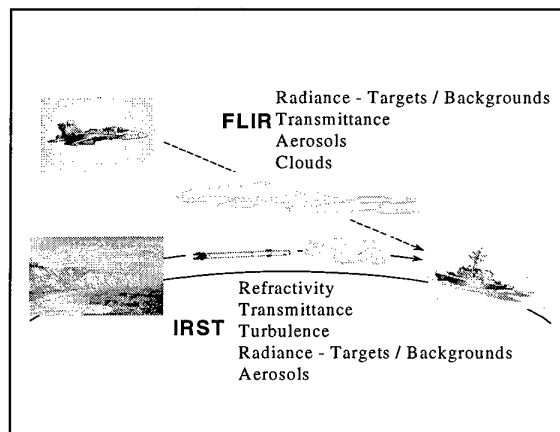 Radiance - Targets / Backgrounds
FLIR Transmittance
Aerosols
Clouds
Refractivity
Transmittance
IRST Turbulence
Radiance - Targets / Backgrounds
Aerosols